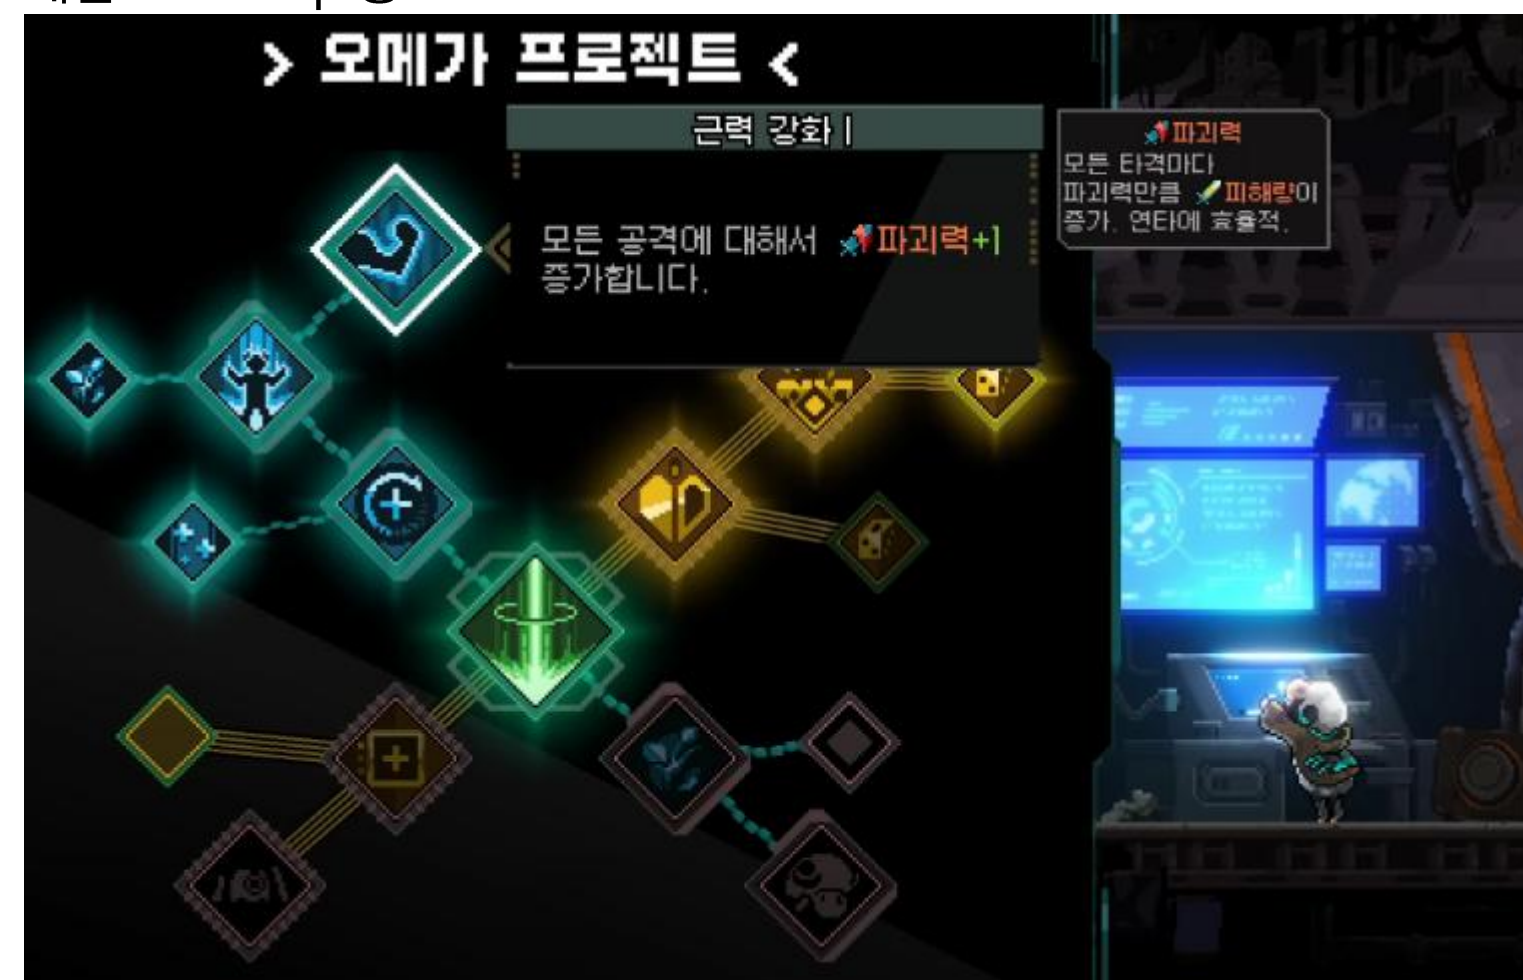 > 오메가 프로젝트 <
근력 강화 I
모든 공격에 대해서 파괴력+1
증가합니다.
파괴력
모든 타격마다
파괴력만큼 피해량이
증가. 연타에 효율적.